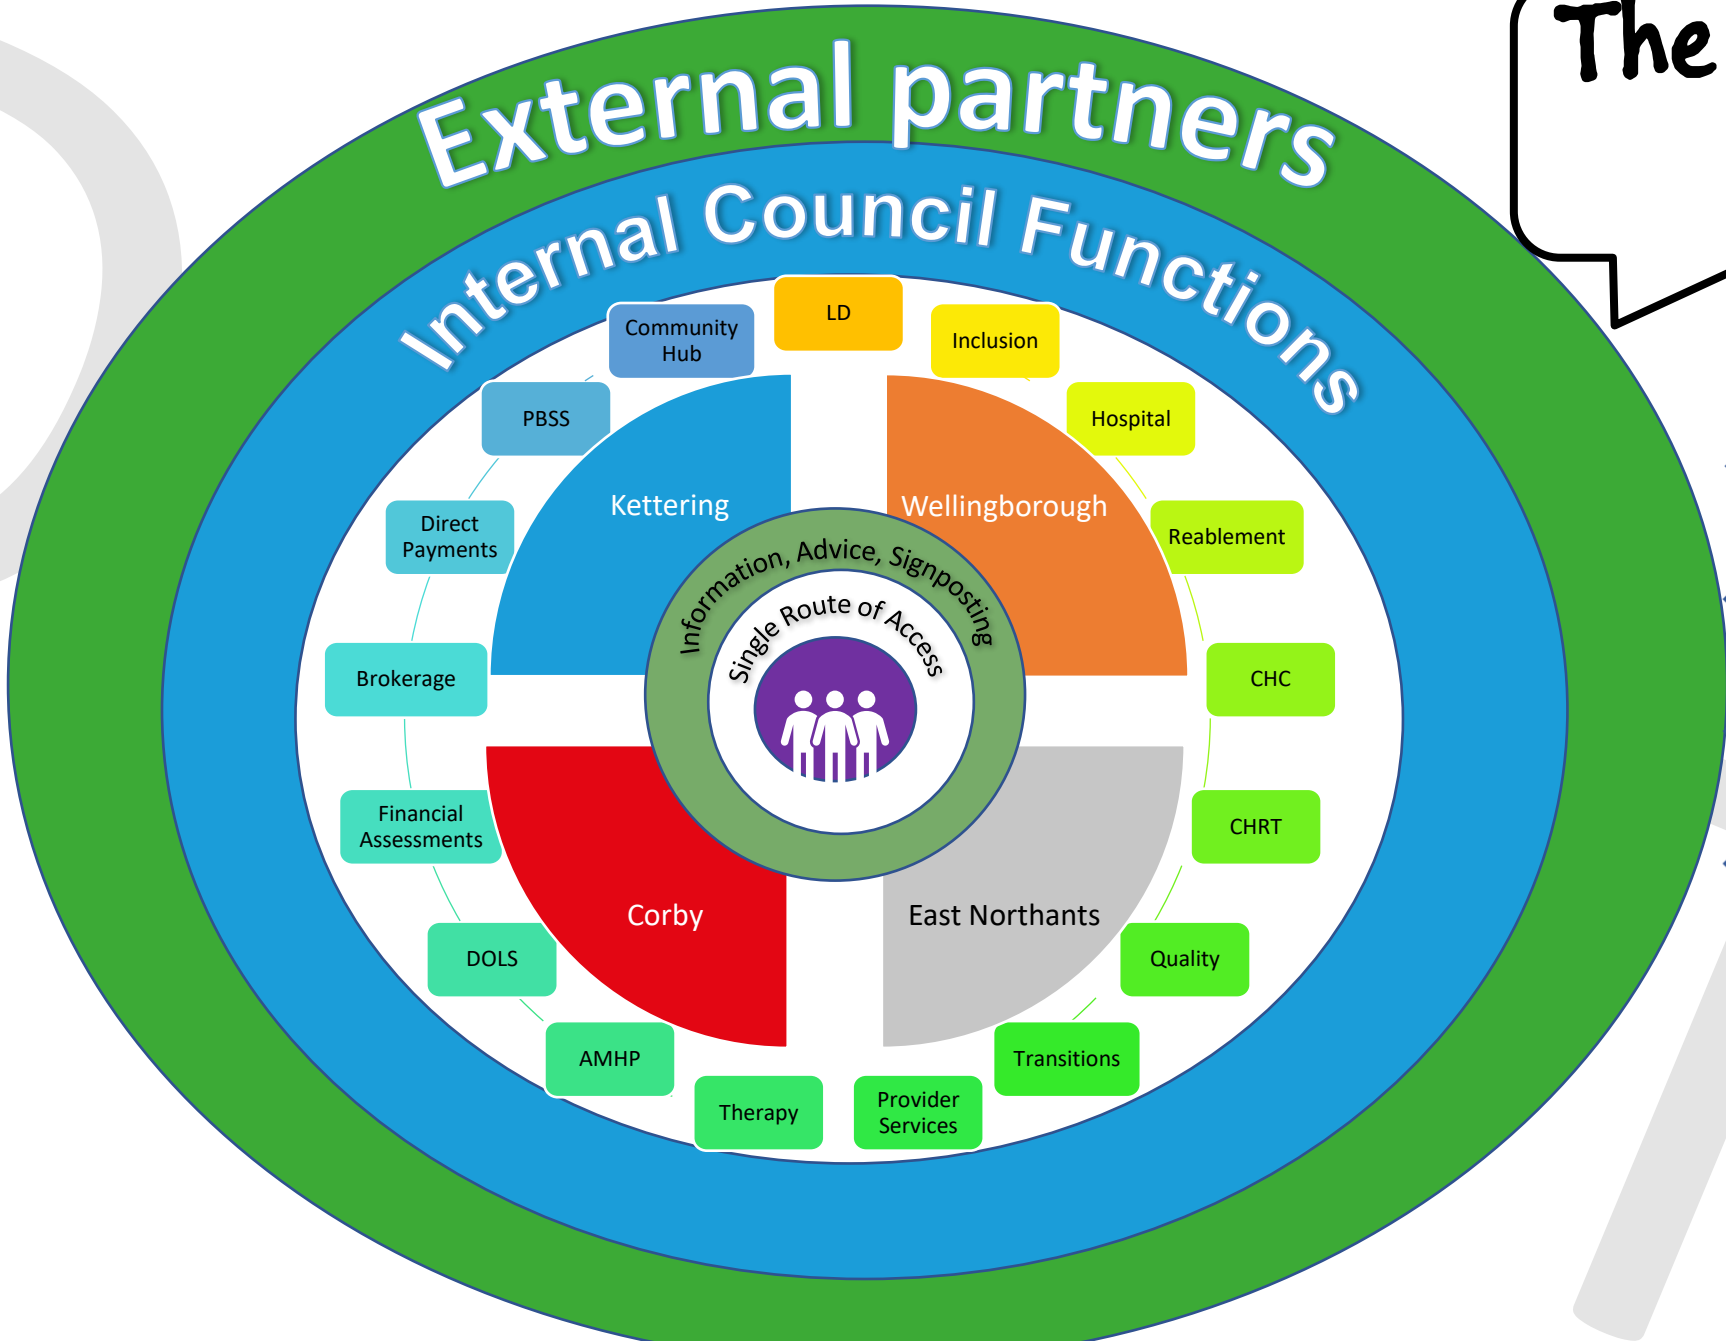 The
External partners
Internal Council Functions
LD
Community
Hub
Inclusion
PBSS
Hospital
Direct
Payments
Reablement
Brokerage
CHC
Financial
Assessments
CHRT
DOLS
Quality
AMHP
Transitions
Therapy
Provider
Services
Kettering
Wellingborough
Corby
East Northants
Information, Advice, Signposting
Single Route of Access